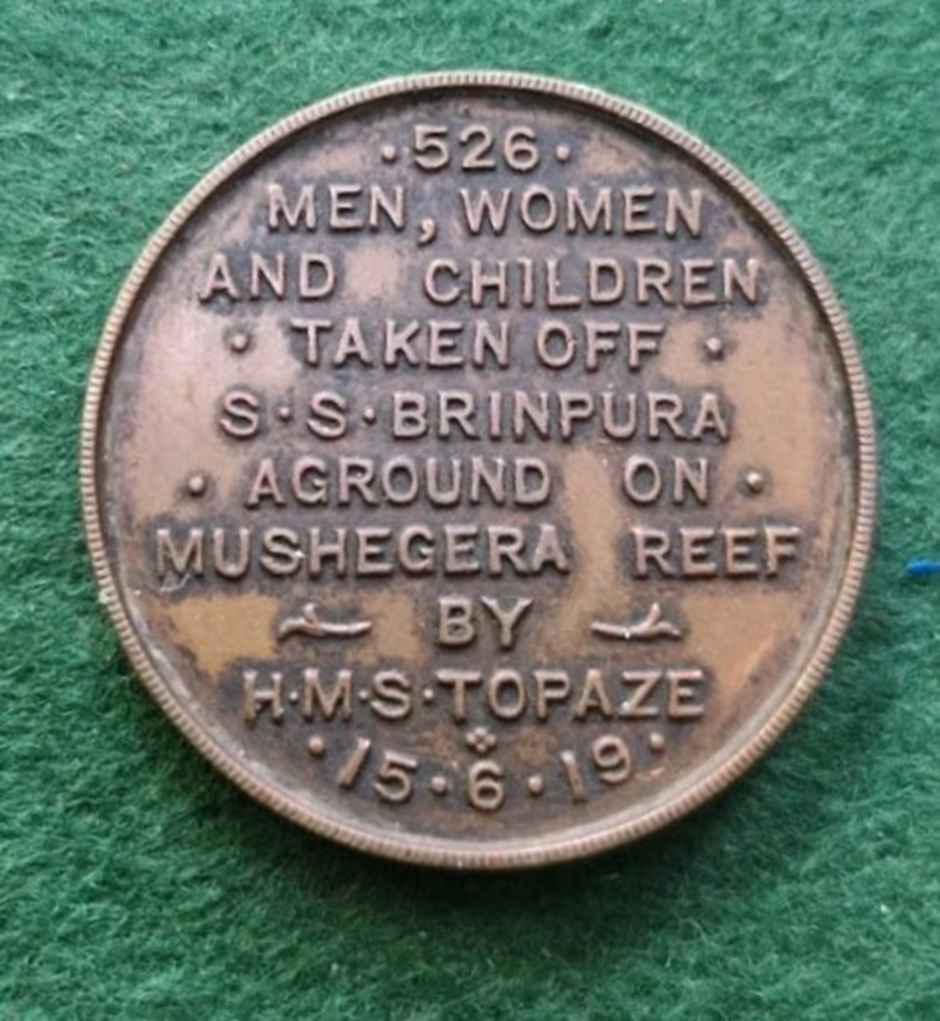 ·526·
MEN, WOMEN
AND CHILDREN
· TAKEN OFF ·
S·S·BRINPURA
· AGROUND ON ·
MUSHEGERA REEF
BY
H·M·S·TOPAZE
·15·6·19·